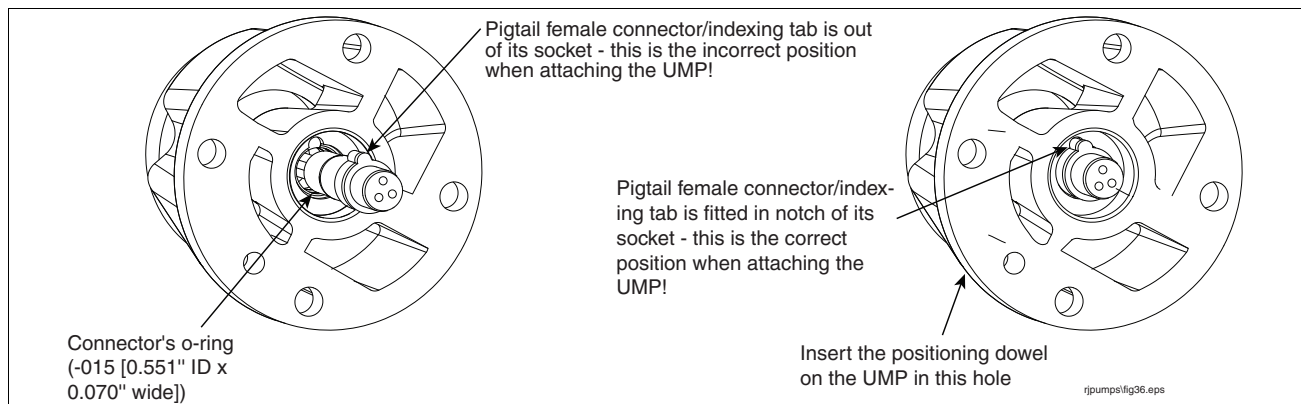 Pigtail female connector/indexing tab is out
of its socket - this is the incorrect position
when attaching the UMP!
Pigtail female connector/index-
ing tab is fitted in notch of its
socket - this is the correct
position when attaching the
UMP!
Connector's o-ring
(-015 [0.551" ID x
0.070" wide])
Insert the positioning dowel
on the UMP in this hole
rjpumps\fig36.eps